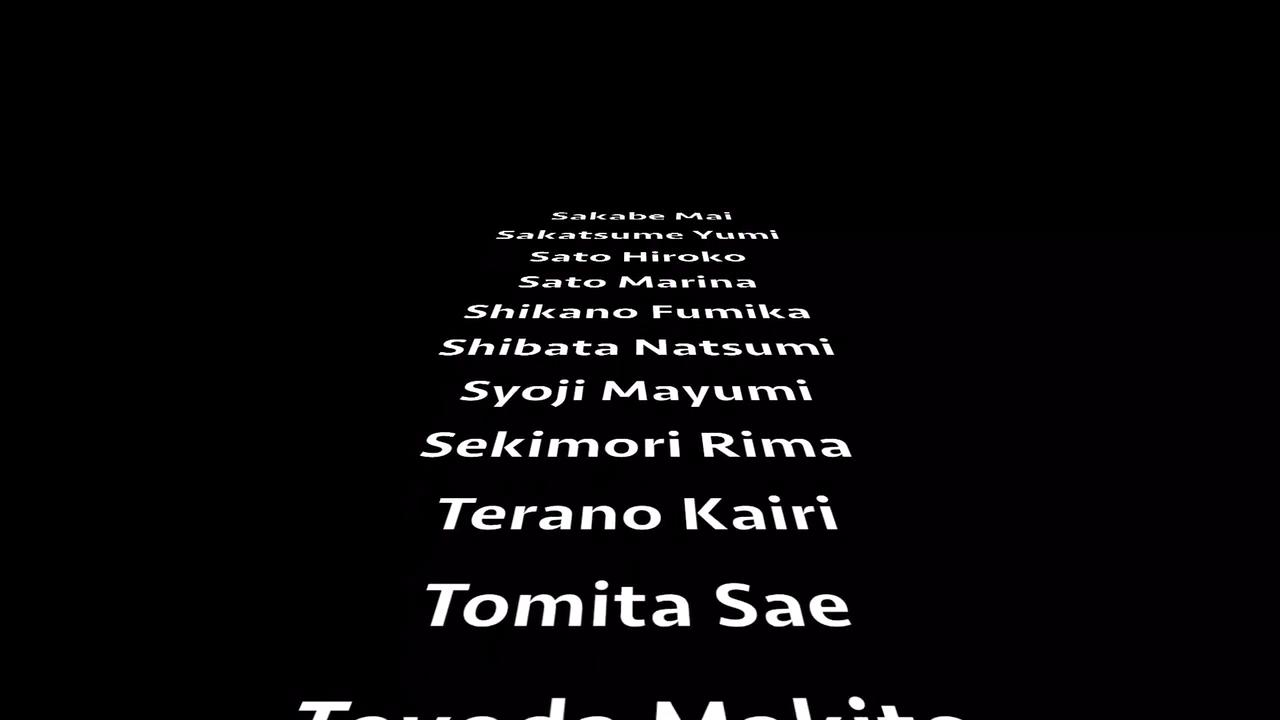 Sakabe Mai
Sakatsume Yumi
Sato Hiroko
Sato Marina
Shikano Fumika
Shibata Natsumi
Syoji Mayumi
Sekimori Rima
Terano Kairi
Tomita Sae